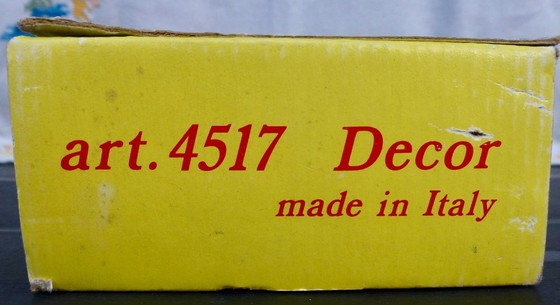 art. 4517 Decor
made in Italy